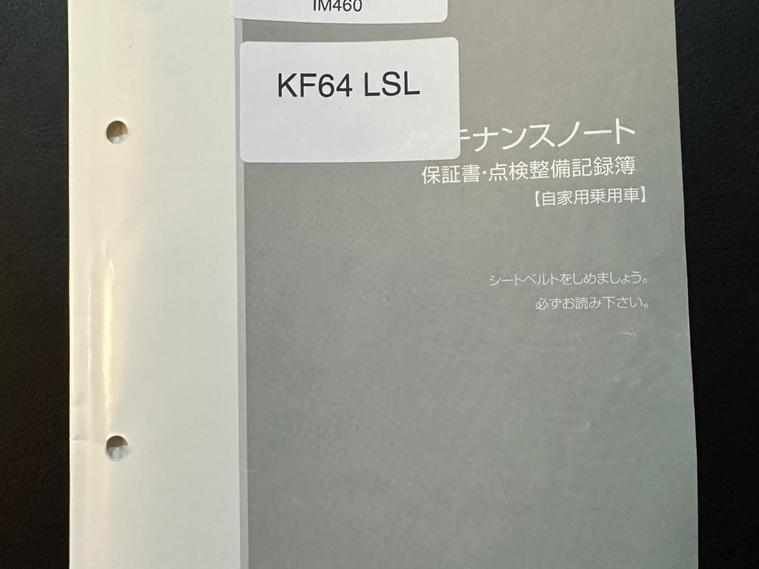 IM460
KF64 LSL
メンテナンスノート
保証書・点検整備記録簿
【自家用乗用車】
シートベルトをしめましょう。
必ずお読み下さい。